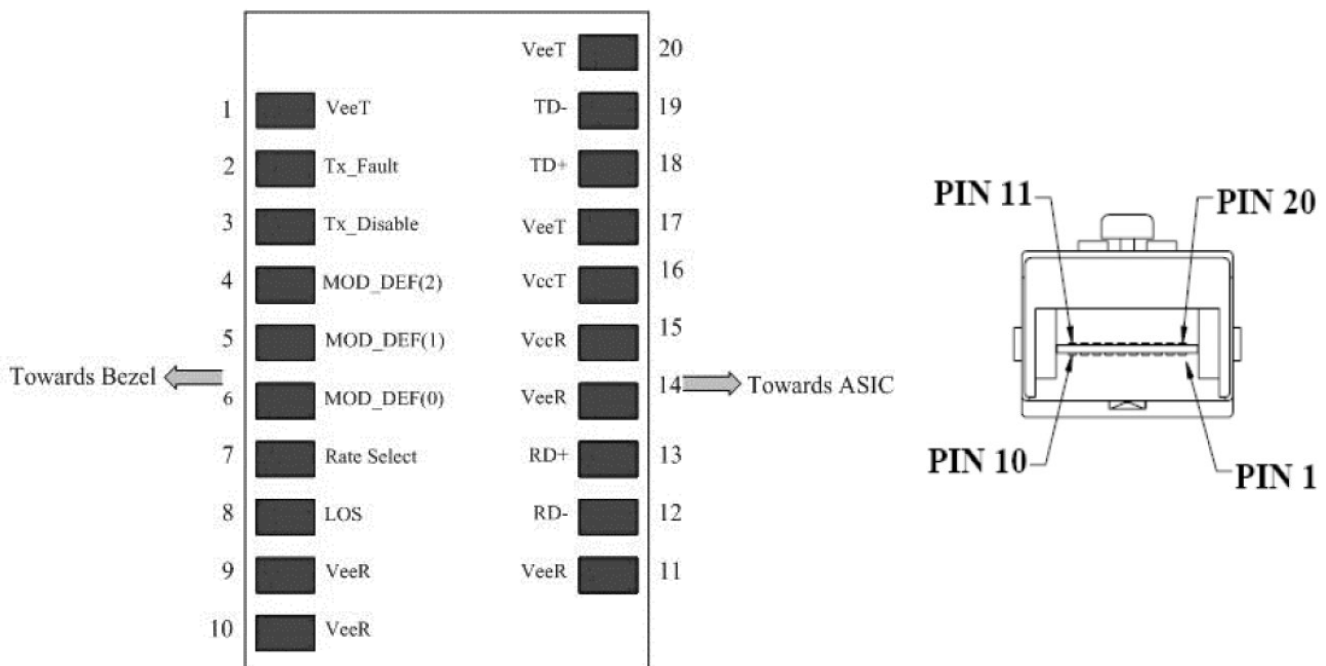 VeeT 20
1 VeeT TD- 19
2 Tx_Fault TD+ 18
3 Tx_Disable VeeT 17
4 MOD_DEF(2) VccT 16
5 MOD_DEF(1) VccR 15
Towards Bezel
6 MOD_DEF(0) VeeR 14
Towards ASIC
7 Rate Select RD+ 13
8 LOS RD- 12
9 VeeR VeeR 11
10 VeeR
PIN 11 PIN 20
PIN 10 PIN 1